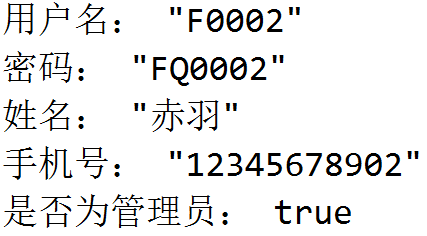 用户名： "F0002"
密码： "FQ0002"
姓名： "赤羽"
手机号： "12345678902"
是否为管理员： true